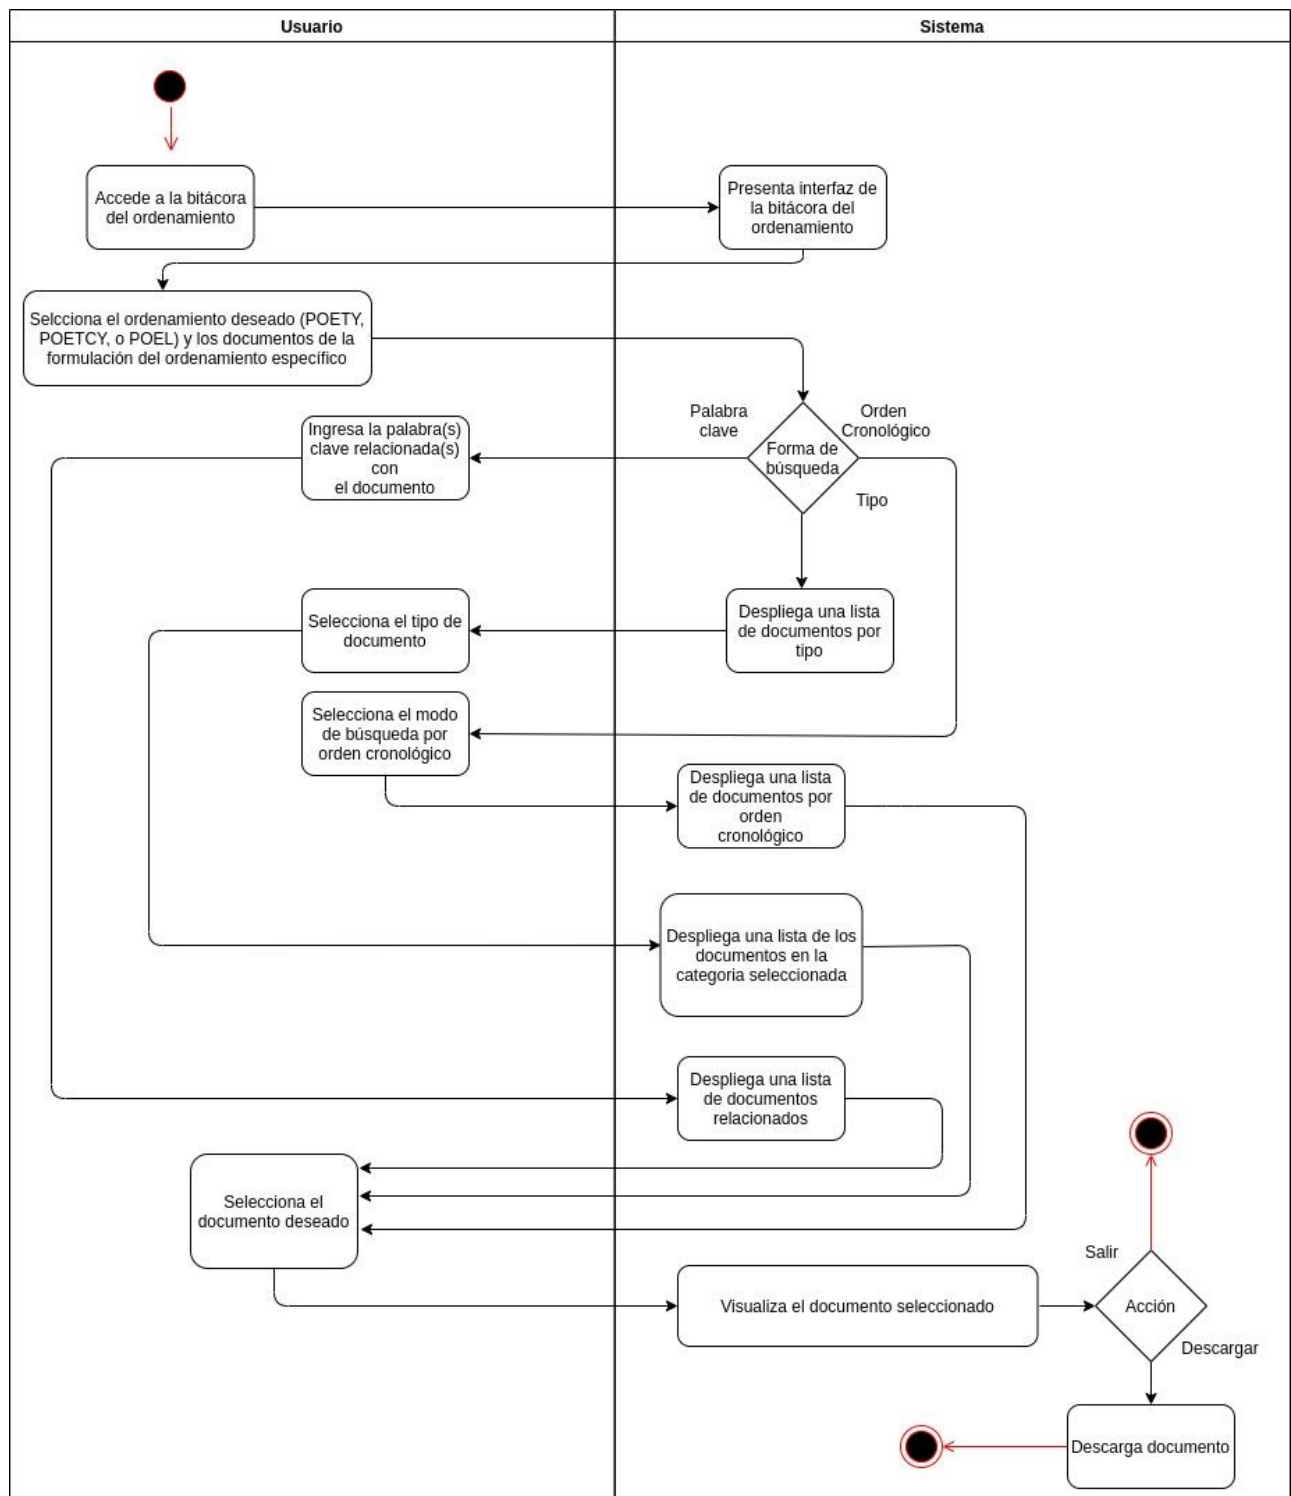 Usuario
Sistema
Accede a la bitácora
del ordenamiento
Presenta interfaz de
la bitácora del
ordenamiento
Selcciona el ordenamiento deseado (POETY,
POETCY, o POEL) y los documentos de la
formulación del ordenamiento específico
Palabra
clave
Orden
Cronológico
Forma de
búsqueda
Tipo
Ingresa la palabra(s)
clave relacionada(s)
con
el documento
Despliega una lista
de documentos por
tipo
Selecciona el tipo de
documento
Selecciona el modo
de búsqueda por
orden cronológico
Despliega una lista
de documentos por
orden
cronológico
Despliega una lista de los
documentos en la
categoria seleccionada
Despliega una lista
de documentos
relacionados
Selecciona el
documento deseado
Visualiza el documento seleccionado
Salir
Acción
Descargar
Descarga documento